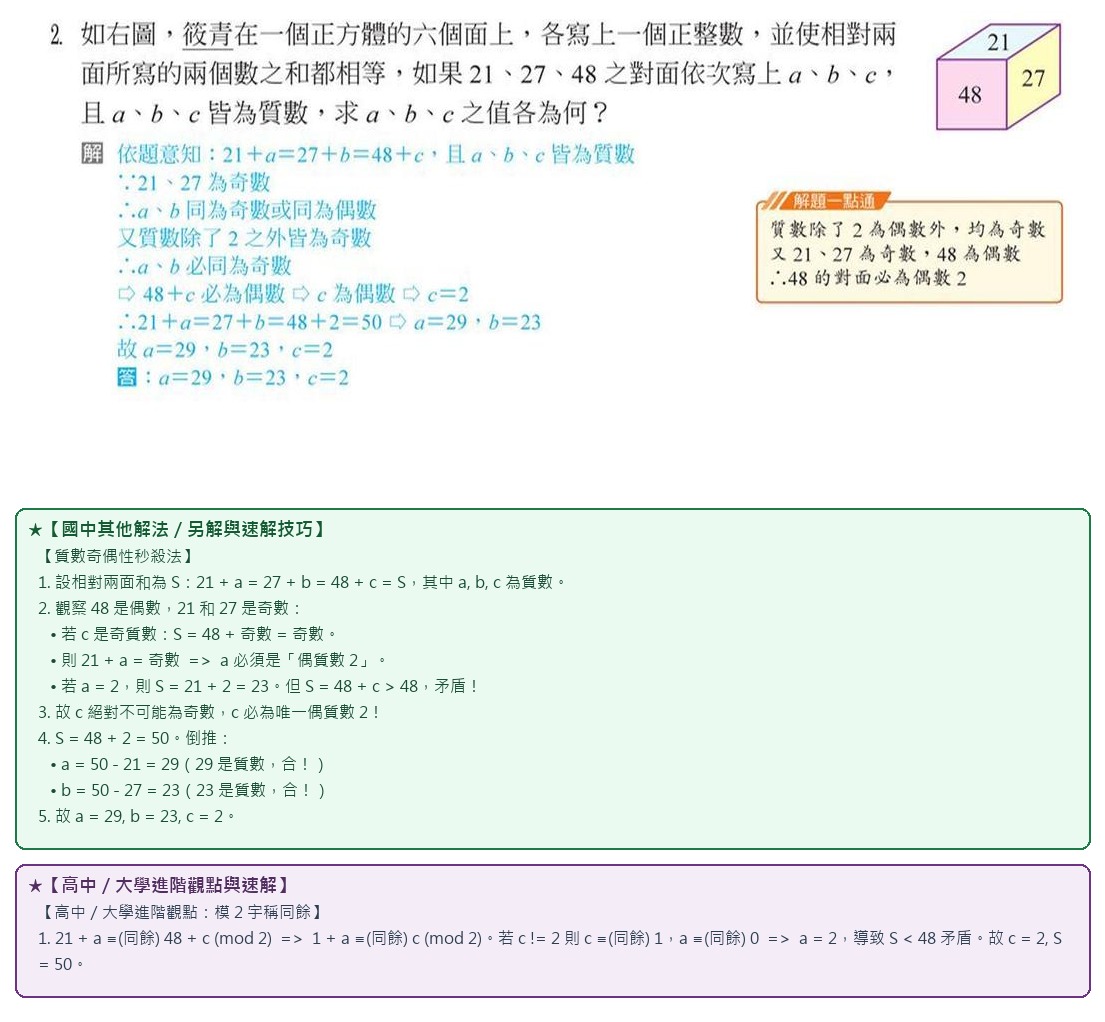 2. 如右圖，筱青在一個正方體的六個面上，各寫上一個正整數，並使相對兩
面所寫的兩個數之和都相等，如果 21、27、48 之對面依次寫上 a、b、c，
且 a、b、c 皆為質數，求 a、b、c 之值各為何？
21
48
27
解 依題意知：21＋a＝27＋b＝48＋c，且 a、b、c 皆為質數
∵21、27 為奇數
∴a、b 同為奇數或同為偶數
又質數除了 2 之外皆為奇數
∴a、b 必同為奇數
⇨ 48＋c 必為偶數 ⇨ c 為偶數 ⇨ c＝2
∴21＋a＝27＋b＝48＋2＝50 ⇨ a＝29，b＝23
故 a＝29，b＝23，c＝2
答：a＝29，b＝23，c＝2
解題一點通
質數除了 2 為偶數外，均為奇數
又 21、27 為奇數，48 為偶數
∴48 的對面必為偶數 2
★【國中其他解法 / 另解與速解技巧】
【質數奇偶性秒殺法】
1. 設相對兩面和為 S：21 + a = 27 + b = 48 + c = S，其中 a, b, c 為質數。
2. 觀察 48 是偶數，21 和 27 是奇數：
• 若 c 是奇質數：S = 48 + 奇數 = 奇數。
• 則 21 + a = 奇數 => a 必須是「偶質數 2」。
• 若 a = 2，則 S = 21 + 2 = 23。但 S = 48 + c > 48，矛盾！
3. 故 c 絕對不可能為奇數，c 必為唯一偶質數 2！
4. S = 48 + 2 = 50。倒推：
• a = 50 - 21 = 29 ( 29 是質數，合！ )
• b = 50 - 27 = 23 ( 23 是質數，合！ )
5. 故 a = 29, b = 23, c = 2。
★【高中 / 大學進階觀點與速解】
【高中 / 大學進階觀點：模 2 宇稱同餘】
1. 21 + a ≡(同餘) 48 + c (mod 2) => 1 + a ≡(同餘) c (mod 2)。若 c != 2 則 c ≡(同餘) 1，a ≡(同餘) 0 => a = 2，導致 S < 48 矛盾。故 c = 2, S
= 50。